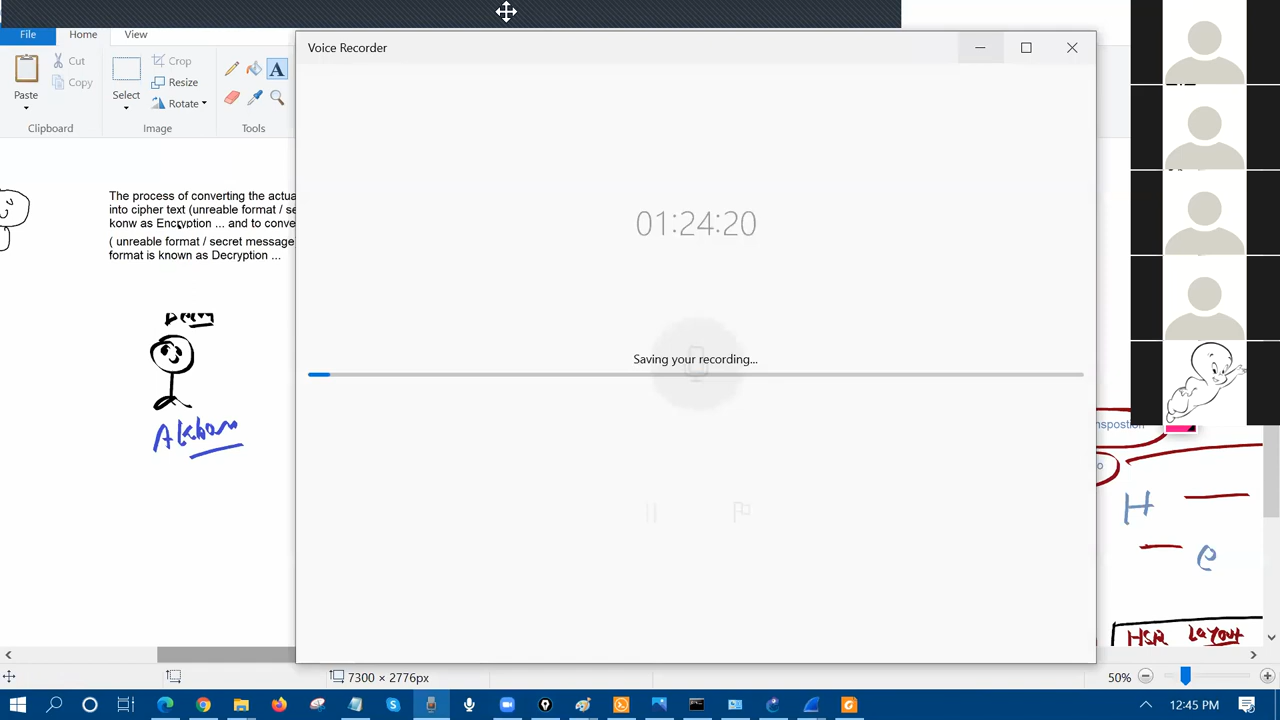 File
Home
View
Paste
Cut
Copy
Clipboard
Select
Crop
Resize
Rotate
Image
A
Tools
Voice Recorder
The process of converting the actua
into cipher text (unreable format / se
konw as Encryption ... and to conve
( unreable format / secret message
format is known as Decryption ...
01:24:20
Saving your recording...
Akbar
nspostion
o
H
e
HSR Layout
7300 × 2776px
50%
12:45 PM